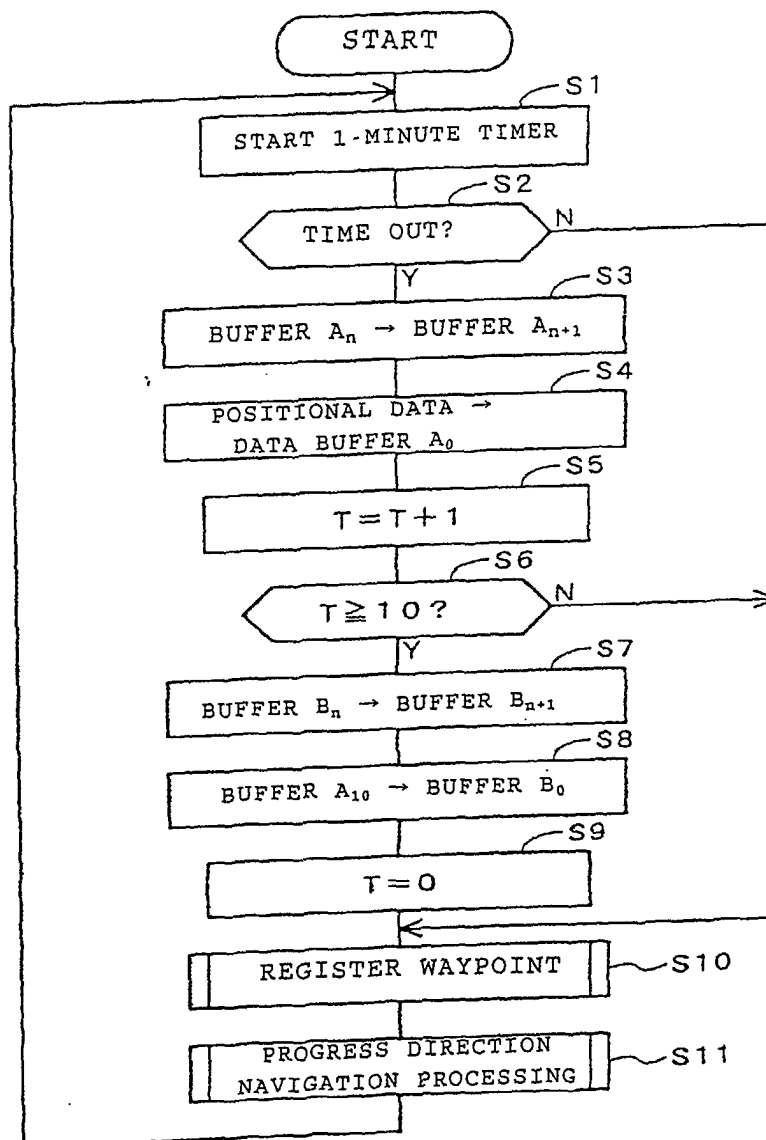 START
S1
START 1-MINUTE TIMER
S2
TIME OUT?
N
Y
S3
BUFFER Aₙ → BUFFER Aₙ₊₁
S4
POSITIONAL DATA →
DATA BUFFER A₀
S5
T=T+1
S6
T≧10?
N
Y
S7
BUFFER Bₙ → BUFFER Bₙ₊₁
S8
BUFFER A₁₀ → BUFFER B₀
S9
T=0
REGISTER WAYPOINT
S10
PROGRESS DIRECTION
NAVIGATION PROCESSING
S11